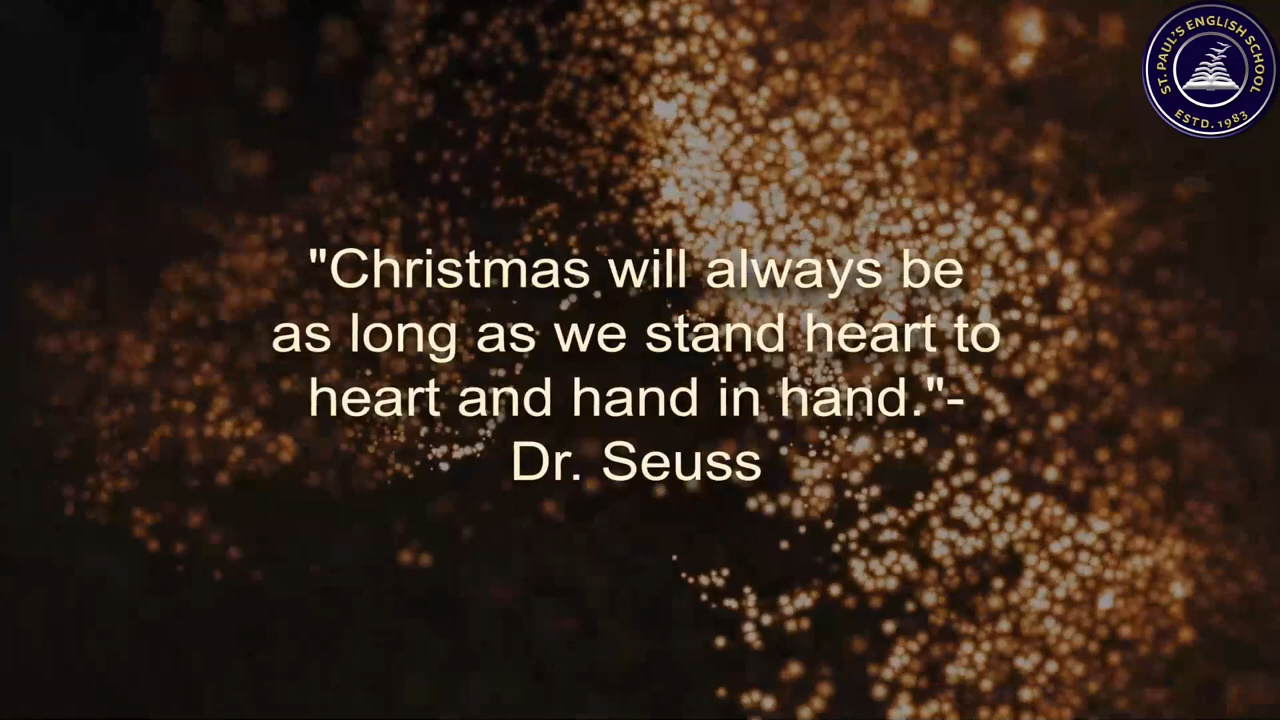 ST. PAUL'S ENGLISH SCHOOL
ESTD. 1983
"Christmas will always be
as long as we stand heart to
heart and hand in hand."-
Dr. Seuss